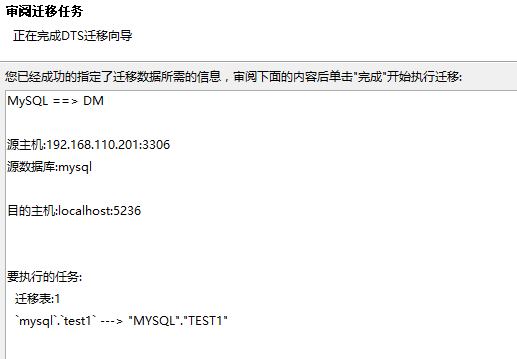 审阅迁移任务
正在完成DTS迁移向导
您已经成功的指定了迁移数据所需的信息，审阅下面的内容后单击"完成"开始执行迁移:
MySQL ==> DM
源主机:192.168.110.201:3306
源数据库:mysql
目的主机:localhost:5236
要执行的任务:
迁移表:1
`mysql`.`test1` ---> "MYSQL"."TEST1"